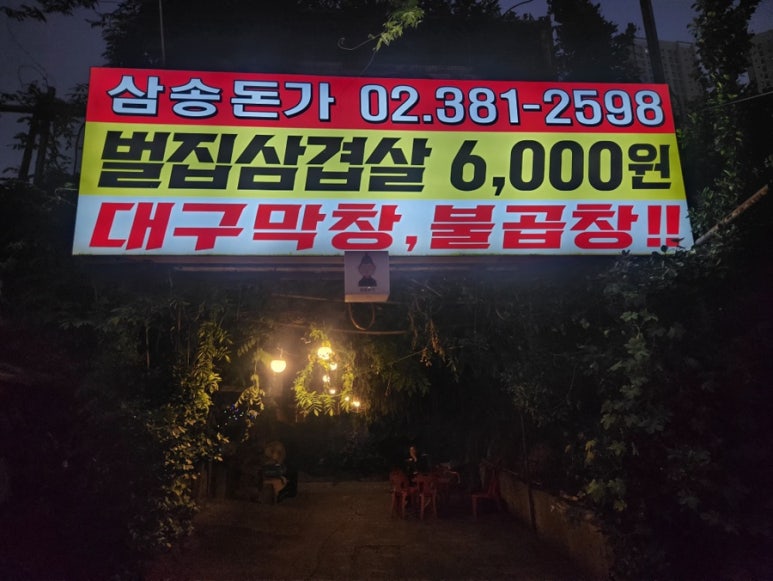 삼송돈가 02.381-2598
벌집삼겹살 6,000원
대구막창, 불곱창!!